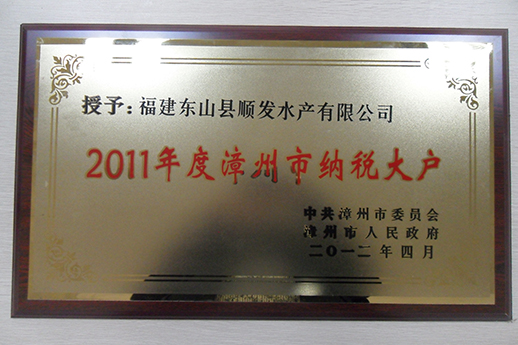 授予：福建东山县顺发水产有限公司
2011年度漳州市纳税大户
中共漳州市委员会
漳州市人民政府
二〇一二年四月